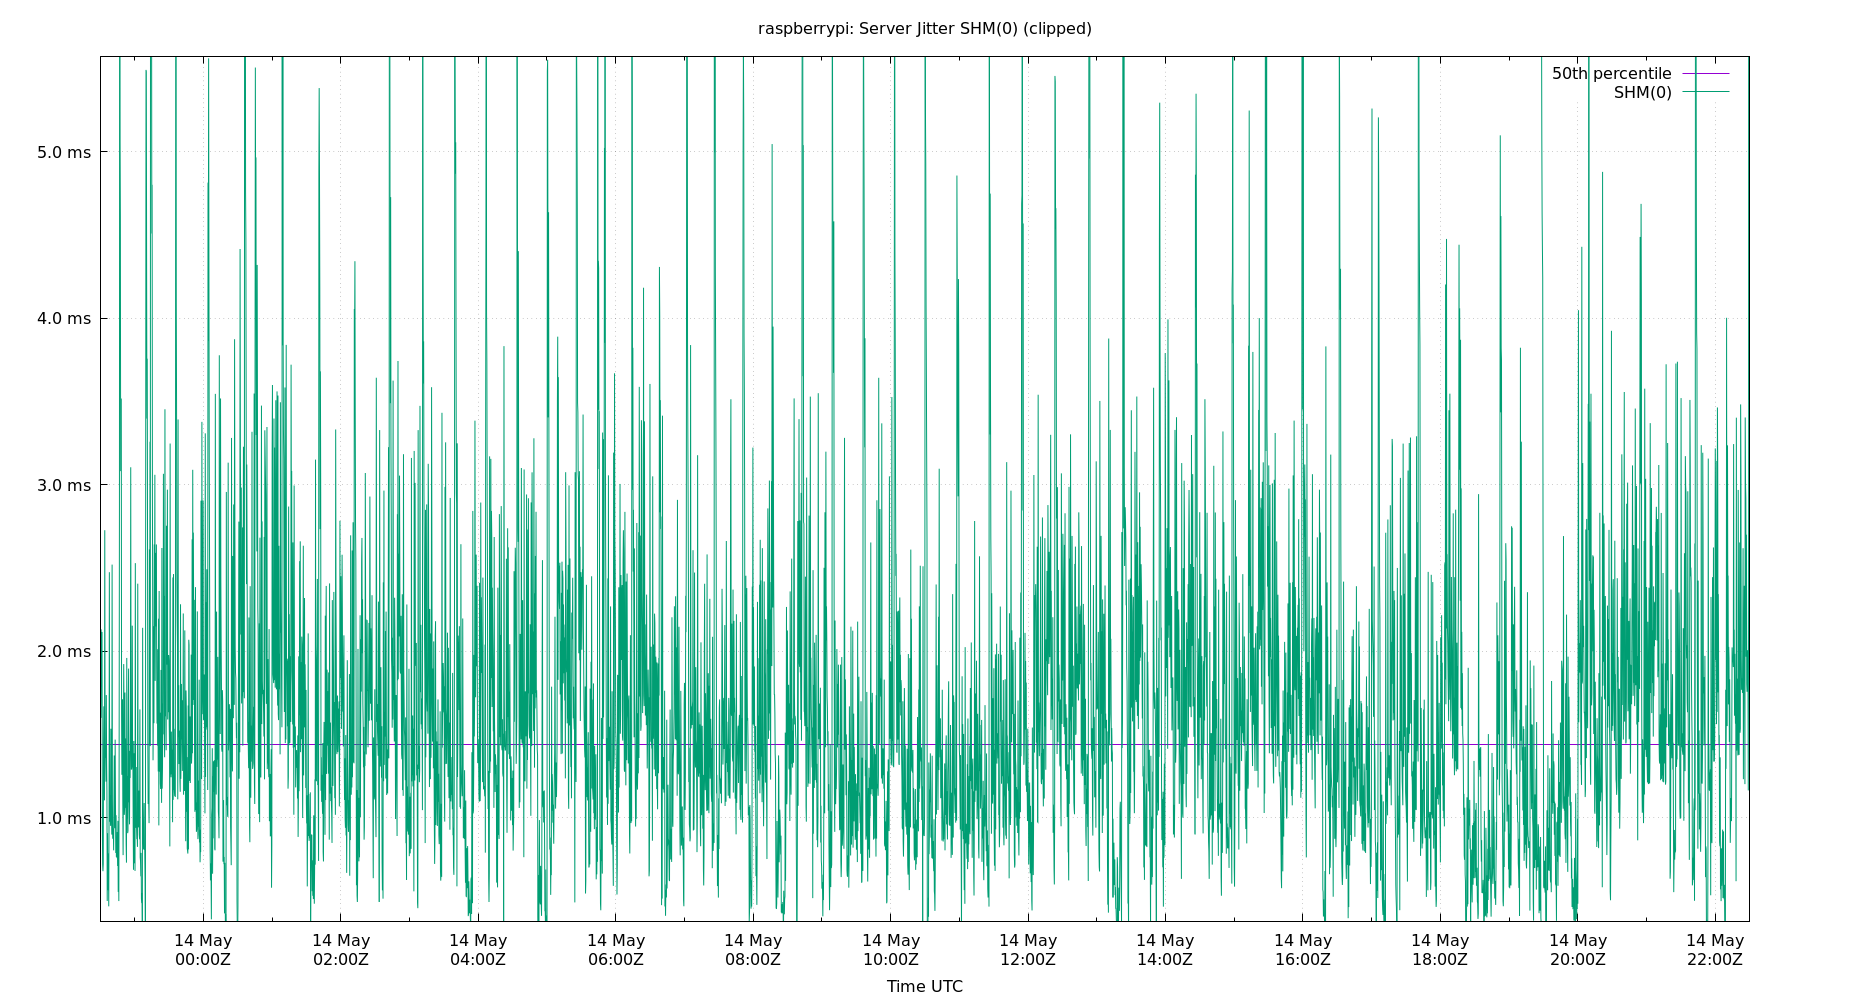 raspberrypi: Server Jitter SHM(0) (clipped)
50th percentile
SHM(0)
5.0 ms
4.0 ms
3.0 ms
2.0 ms
1.0 ms
14 May 14 May 14 May 14 May 14 May 14 May 14 May 14 May 14 May 14 May 14 May 14 May
00:00Z 02:00Z 04:00Z 06:00Z 08:00Z 10:00Z 12:00Z 14:00Z 16:00Z 18:00Z 20:00Z 22:00Z
Time UTC